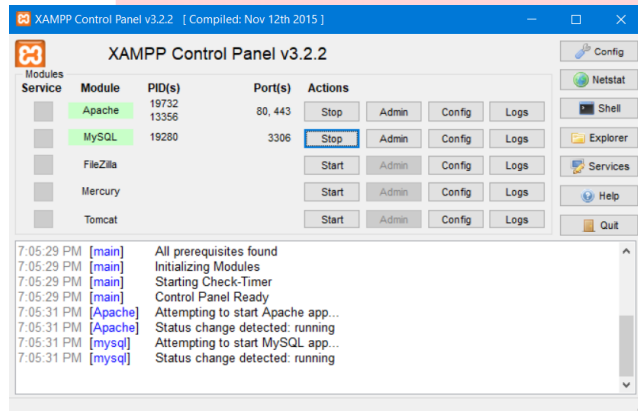 XAMPP Control Panel v3.2.2 [ Compiled: Nov 12th 2015 ]
XAMPP Control Panel v3.2.2
Config
Modules
Service Module PID(s) Port(s) Actions
Netstat
Apache 19732 13356 80, 443 Stop Admin Config Logs
Shell
MySQL 19280 3306 Stop Admin Config Logs
Explorer
FileZilla Start Admin Config Logs
Services
Mercury Start Admin Config Logs
Help
Tomcat Start Admin Config Logs
Quit
7:05:29 PM [main] All prerequisites found
7:05:29 PM [main] Initializing Modules
7:05:29 PM [main] Starting Check-Timer
7:05:29 PM [main] Control Panel Ready
7:05:31 PM [Apache] Attempting to start Apache app...
7:05:31 PM [Apache] Status change detected: running
7:05:31 PM [mysql] Attempting to start MySQL app...
7:05:31 PM [mysql] Status change detected: running